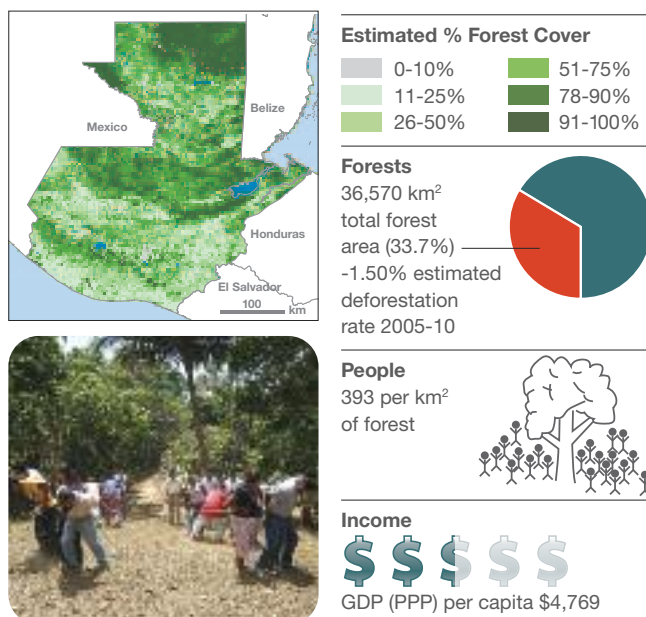 Mexico
Belize
Honduras
El Salvador
100
km
Estimated % Forest Cover
0-10%
51-75%
11-25%
78-90%
26-50%
91-100%
Forests
36,570 km²
total forest
area (33.7%)
-1.50% estimated
deforestation
rate 2005-10
People
393 per km²
of forest
Income
$ $ $ $ $
GDP (PPP) per capita $4,769